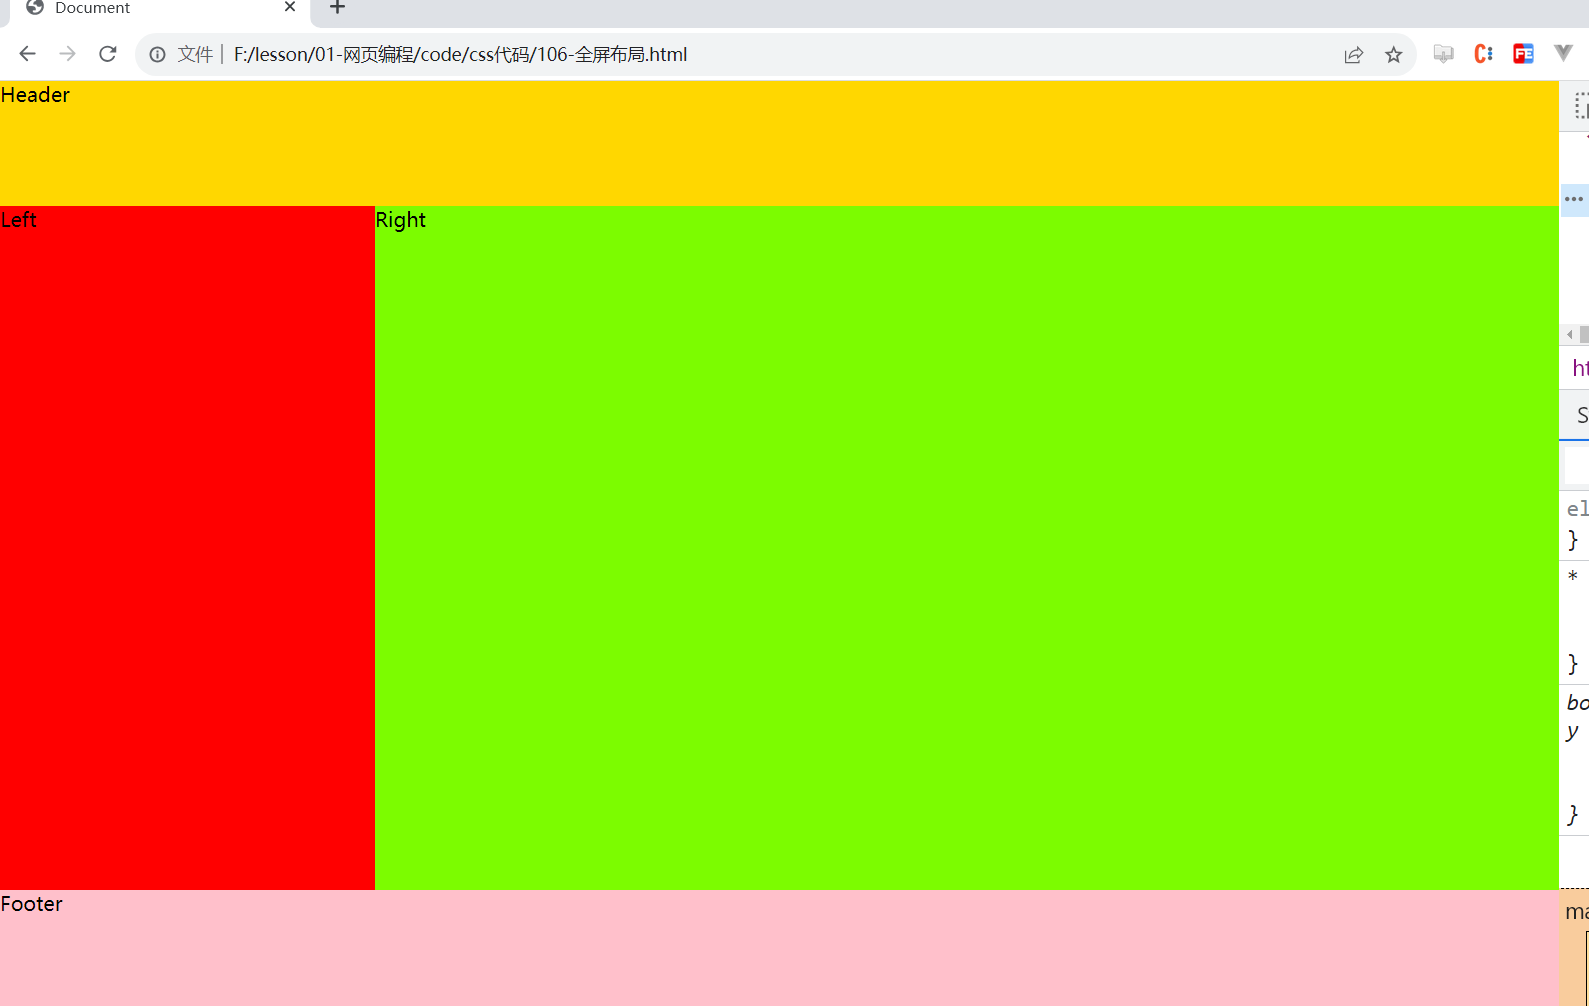 Document
文件 F:/lesson/01-网页编程/code/css代码/106-全屏布局.html
Header
Left
Right
Footer
ht
S
el
}
*
}
bo
y
}
ma